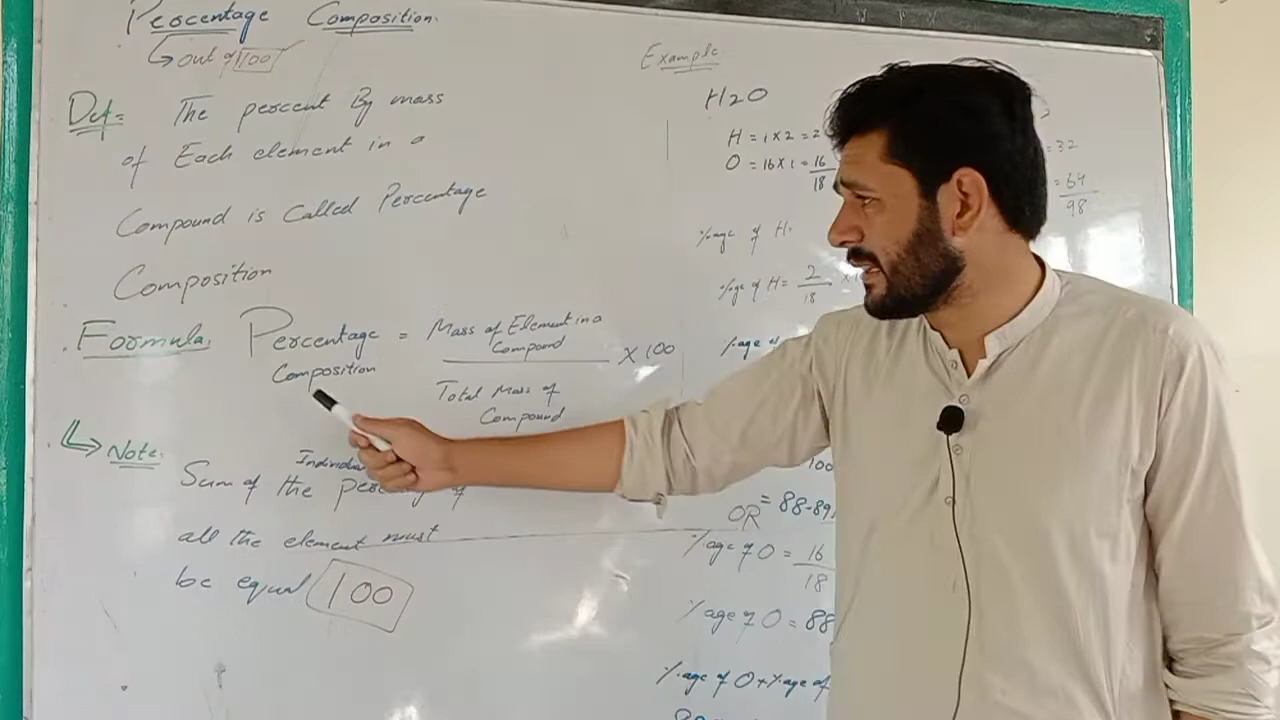 Percentage Composition.
out of 100
Def= The percent By mass
of Each element in a
Compound is Called Percentage
Composition
Formula. Percentage Composition = Mass of Element in a Compound / Total Mass of Compound X 100
Note.
Sum of the
all the element must
be equal 100
Example
H2O
H = 1 X 2 = 2
O = 16 X 1 = 16
18
%age of H=
%age of H = 2/18
%age
100
= 88.89
OR
%age of O = 16/18
%age of O = 88
%age of O + %age of
= 32
= 64
98